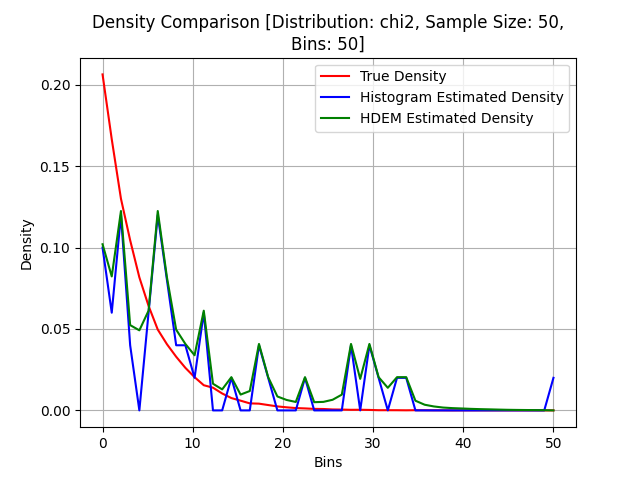 Density Comparison [Distribution: chi2, Sample Size: 50,
Bins: 50]
True Density
Histogram Estimated Density
HDEM Estimated Density
Density
0.20
0.15
0.10
0.05
0.00
0 10 20 30 40 50
Bins